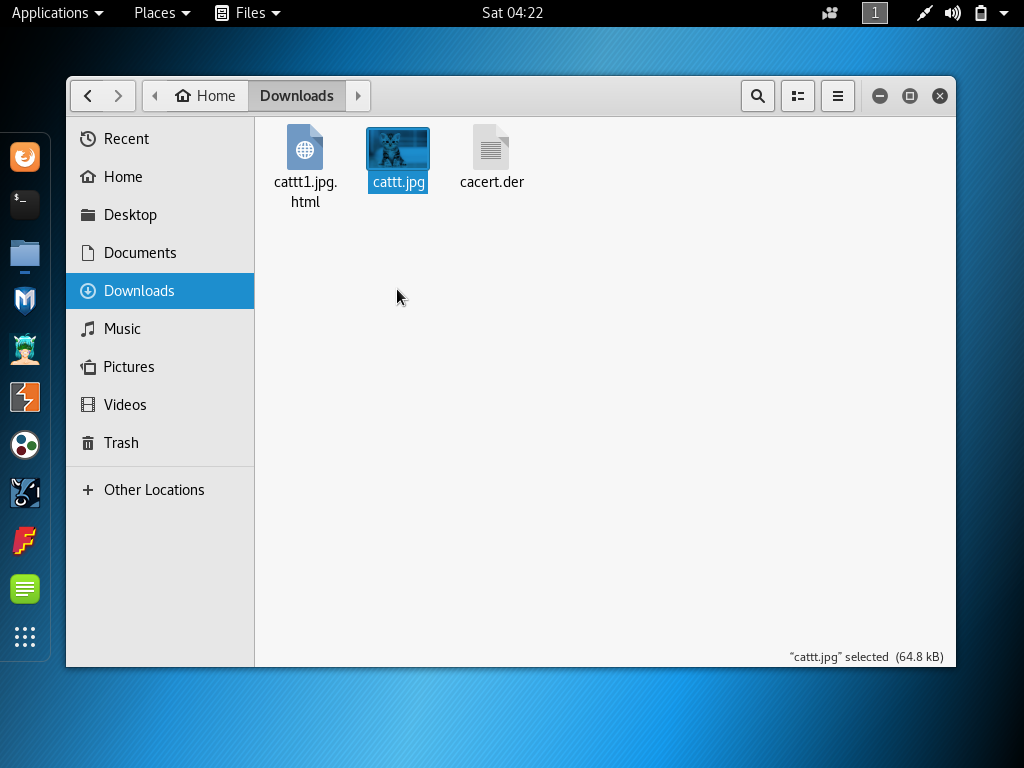 Applications Places Files Sat 04:22 1
Home Downloads
Recent
Home
Desktop
Documents
Downloads
Music
Pictures
Videos
Trash
Other Locations
cattt1.jpg.
html
cattt.jpg
cacert.der
“cattt.jpg” selected (64.8 kB)